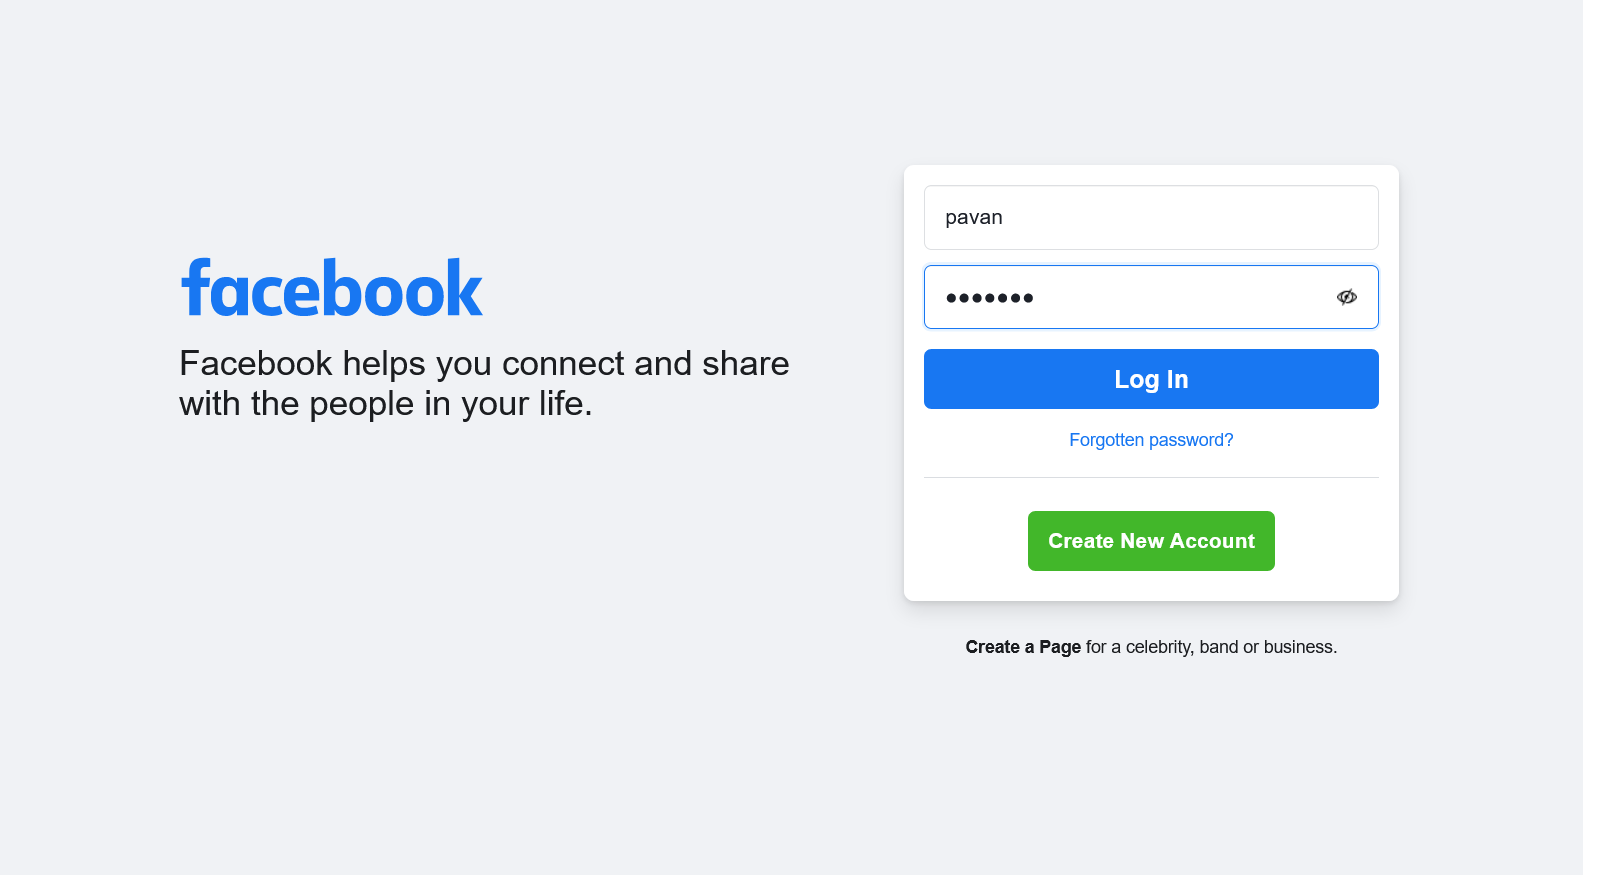 facebook
Facebook helps you connect and share
with the people in your life.
pavan
•••••••
Log In
Forgotten password?
Create New Account
Create a Page for a celebrity, band or business.